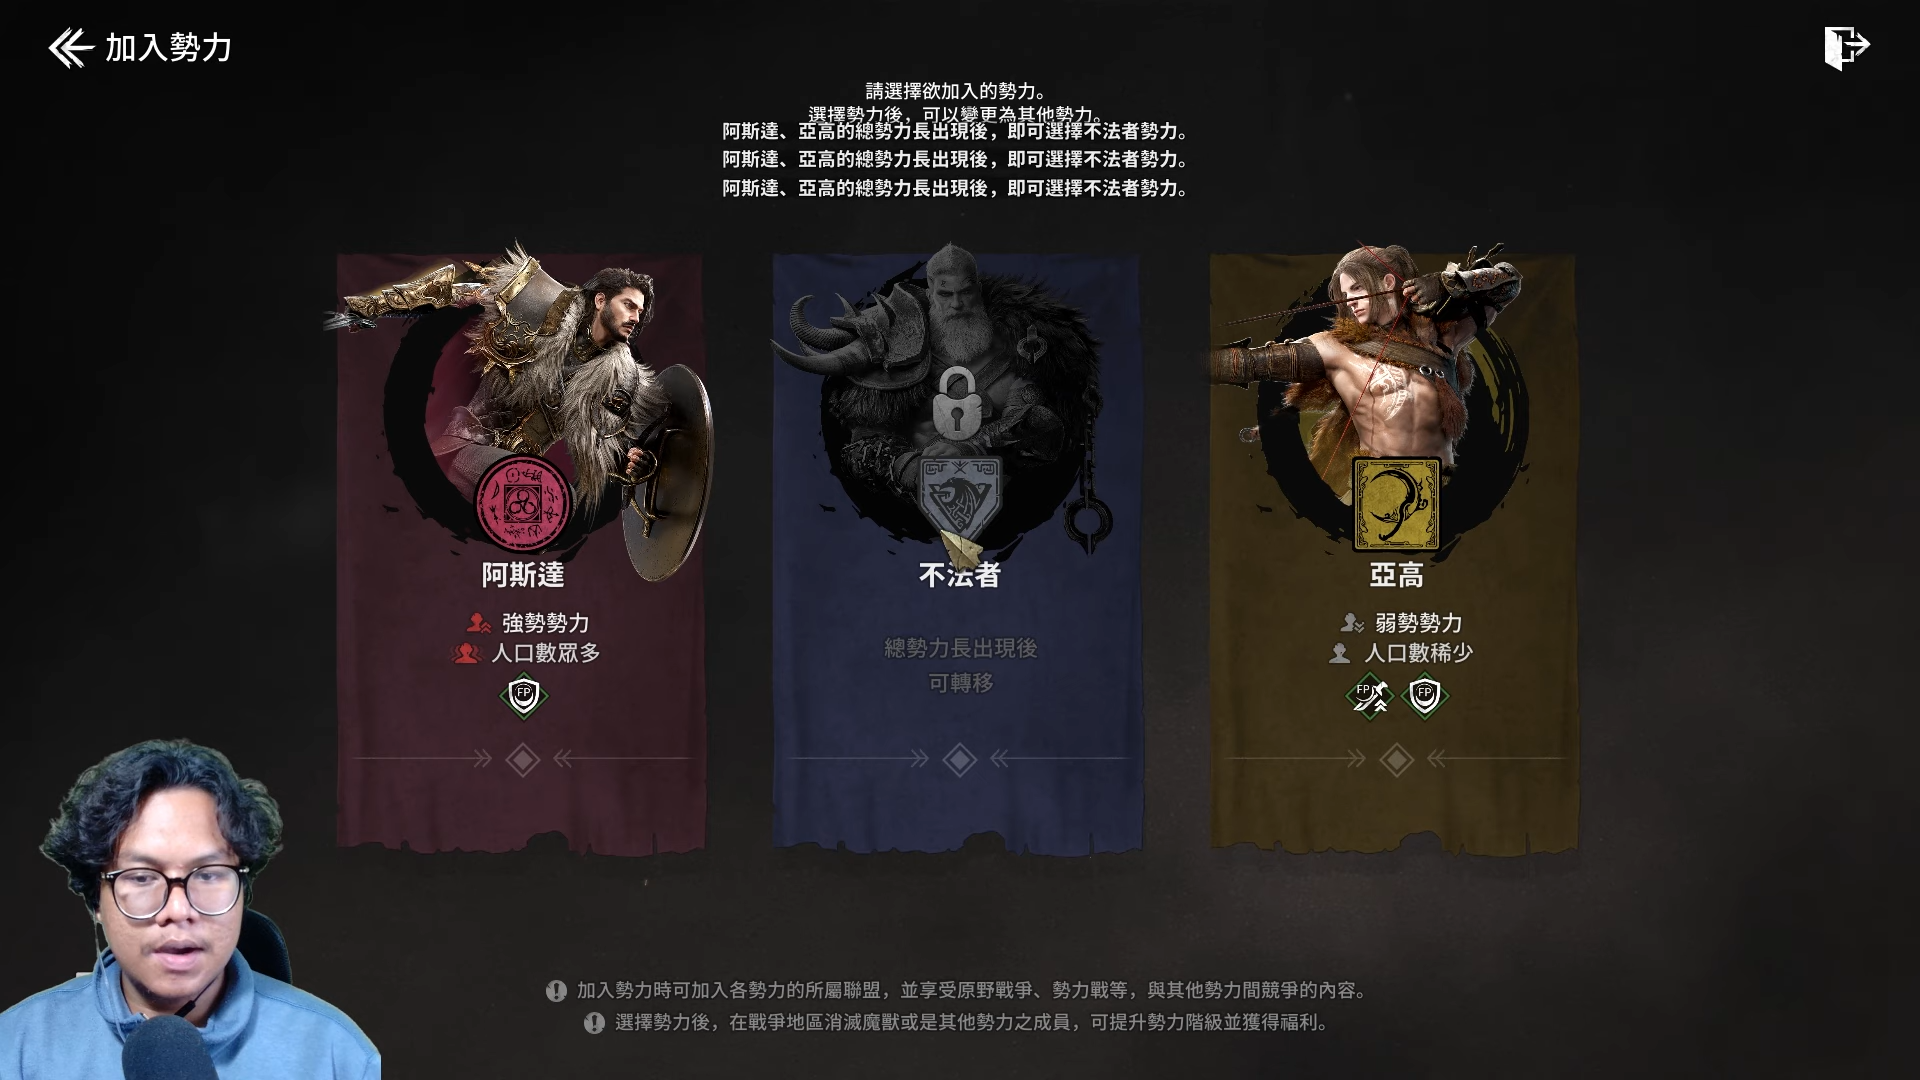 加入勢力
請選擇欲加入的勢力。
選擇勢力後，可以變更為其他勢力。
阿斯達、亞高的總勢力長出現後，即可選擇不法者勢力。
阿斯達、亞高的總勢力長出現後，即可選擇不法者勢力。
阿斯達、亞高的總勢力長出現後，即可選擇不法者勢力。
阿斯達
強勢勢力
人口數眾多
FP
不法者
總勢力長出現後
可轉移
亞高
弱勢勢力
人口數稀少
FP
FP
加入勢力時可加入各勢力的所屬聯盟，並享受原野戰爭、勢力戰等，與其他勢力間競爭的內容。
選擇勢力後，在戰爭地區消滅魔獸或是其他勢力之成員，可提升勢力階級並獲得福利。